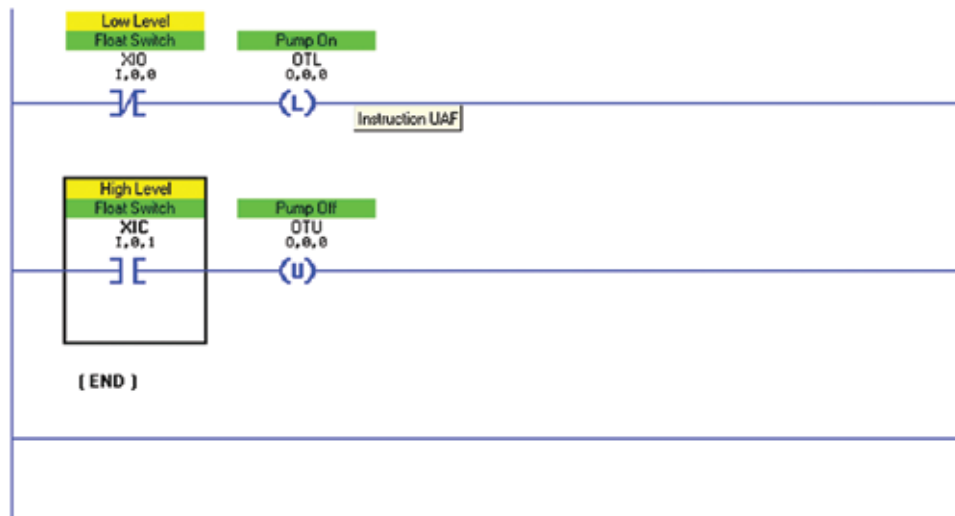 Low Level
Float Switch
XIO
I,0,0
Pump On
OTL
O,0,0
L
Instruction UAF
High Level
Float Switch
XIC
I,0,1
Pump Off
OTU
O,0,0
U
( END )